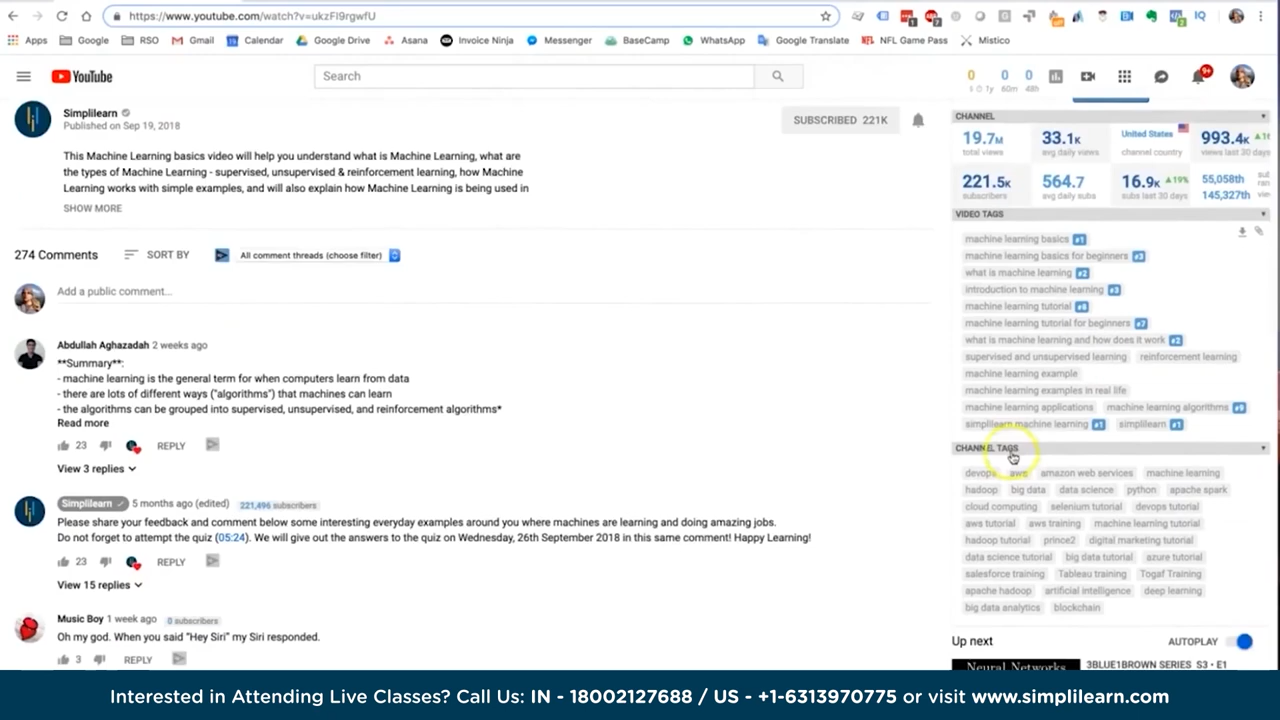 https://www.youtube.com/watch?v=ukzFI9rgwfU
Apps Google RSO Gmail Calendar Google Drive Asana Invoice Ninja Messenger BaseCamp WhatsApp Google Translate NFL Game Pass Mistico
YouTube
Search
0 0 0
1y 60m 48h
9+
Simplilearn
Published on Sep 19, 2018
SUBSCRIBED 221K
This Machine Learning basics video will help you understand what is Machine Learning, what are
the types of Machine Learning - supervised, unsupervised & reinforcement learning, how Machine
Learning works with simple examples, and will also explain how Machine Learning is being used in
SHOW MORE
274 Comments SORT BY All comment threads (choose filter)
Add a public comment...
Abdullah Aghazadah 2 weeks ago
**Summary**:
- machine learning is the general term for when computers learn from data
- there are lots of different ways ("algorithms") that machines can learn
- the algorithms can be grouped into supervised, unsupervised, and reinforcement algorithms*
Read more
23 REPLY
View 3 replies
Simplilearn 5 months ago (edited) 221,496 subscribers
Please share your feedback and comment below some interesting everyday examples around you where machines are learning and doing amazing jobs.
Do not forget to attempt the quiz (05:24). We will give out the answers to the quiz on Wednesday, 26th September 2018 in this same comment! Happy Learning!
23 REPLY
View 15 replies
Music Boy 1 week ago 0 subscribers
Oh my god. When you said "Hey Siri" my Siri responded.
3 REPLY
CHANNEL
19.7M 33.1K United States 993.4K
total views avg daily views channel country views last 30 days
221.5K 564.7 16.9K 19% 55,058th
subscribers avg daily subs subs last 30 days 145,327th
VIDEO TAGS
machine learning basics #1
machine learning basics for beginners #3
what is machine learning #2
introduction to machine learning #3
machine learning tutorial #8
machine learning tutorial for beginners #7
what is machine learning and how does it work #2
supervised and unsupervised learning reinforcement learning
machine learning example
machine learning examples in real life
machine learning applications machine learning algorithms #9
simplilearn machine learning #1 simplilearn #1
CHANNEL TAGS
devops aws amazon web services machine learning
hadoop big data data science python apache spark
cloud computing selenium tutorial devops tutorial
aws tutorial aws training machine learning tutorial
hadoop tutorial prince2 digital marketing tutorial
data science tutorial big data tutorial azure tutorial
salesforce training Tableau training Togaf Training
apache hadoop artificial intelligence deep learning
big data analytics blockchain
Up next AUTOPLAY
Neural Networks 3BLUE1BROWN SERIES S3 • E1
Interested in Attending Live Classes? Call Us: IN - 18002127688 / US - +1-6313970775 or visit www.simplilearn.com